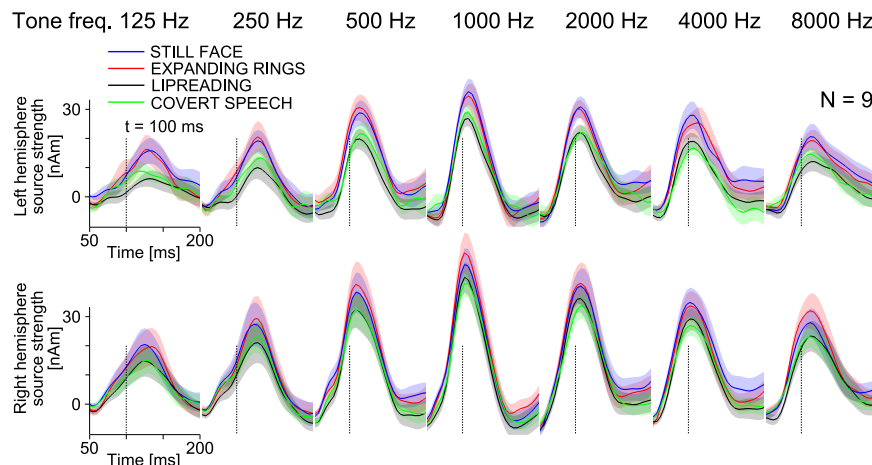 Tone freq. 125 Hz 250 Hz 500 Hz 1000 Hz 2000 Hz 4000 Hz 8000 Hz
STILL FACE
EXPANDING RINGS
LIPREADING
COVERT SPEECH
N = 9
t = 100 ms
Left hemisphere
source strength
[nAm]
30
0
50 200
Time [ms]
Right hemisphere
source strength
[nAm]
30
0
50 200
Time [ms]